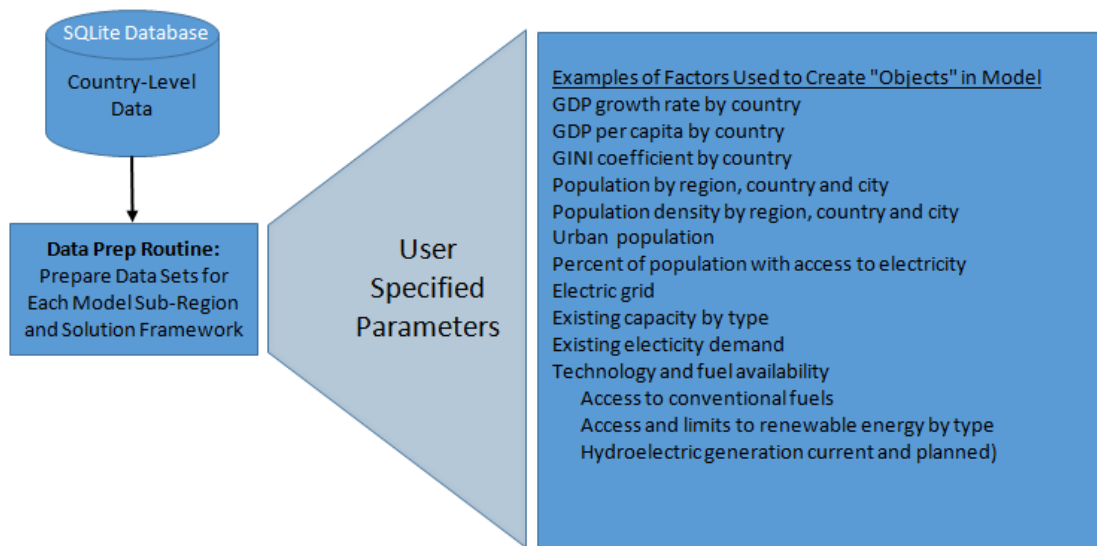 SQLite Database
Country-Level
Data
Data Prep Routine:
Prepare Data Sets for
Each Model Sub-Region
and Solution Framework
User
Specified
Parameters
Examples of Factors Used to Create "Objects" in Model
GDP growth rate by country
GDP per capita by country
GINI coefficient by country
Population by region, country and city
Population density by region, country and city
Urban population
Percent of population with access to electricity
Electric grid
Existing capacity by type
Existing electicity demand
Technology and fuel availability
Access to conventional fuels
Access and limits to renewable energy by type
Hydroelectric generation current and planned)